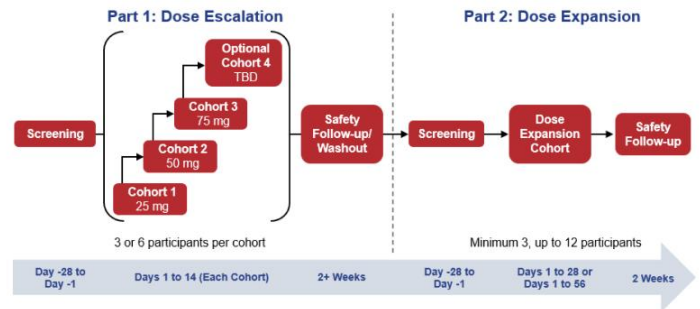 Part 1: Dose Escalation
Part 2: Dose Expansion
Optional
Cohort 4
TBD
Cohort 3
75 mg
Cohort 2
50 mg
Cohort 1
25 mg
Screening
Safety
Follow-up/
Washout
Screening
Dose
Expansion
Cohort
Safety
Follow-up
3 or 6 participants per cohort
Minimum 3, up to 12 participants
Day -28 to
Day -1
Days 1 to 14 (Each Cohort)
2+ Weeks
Day -28 to
Day -1
Days 1 to 28 or
Days 1 to 56
2 Weeks